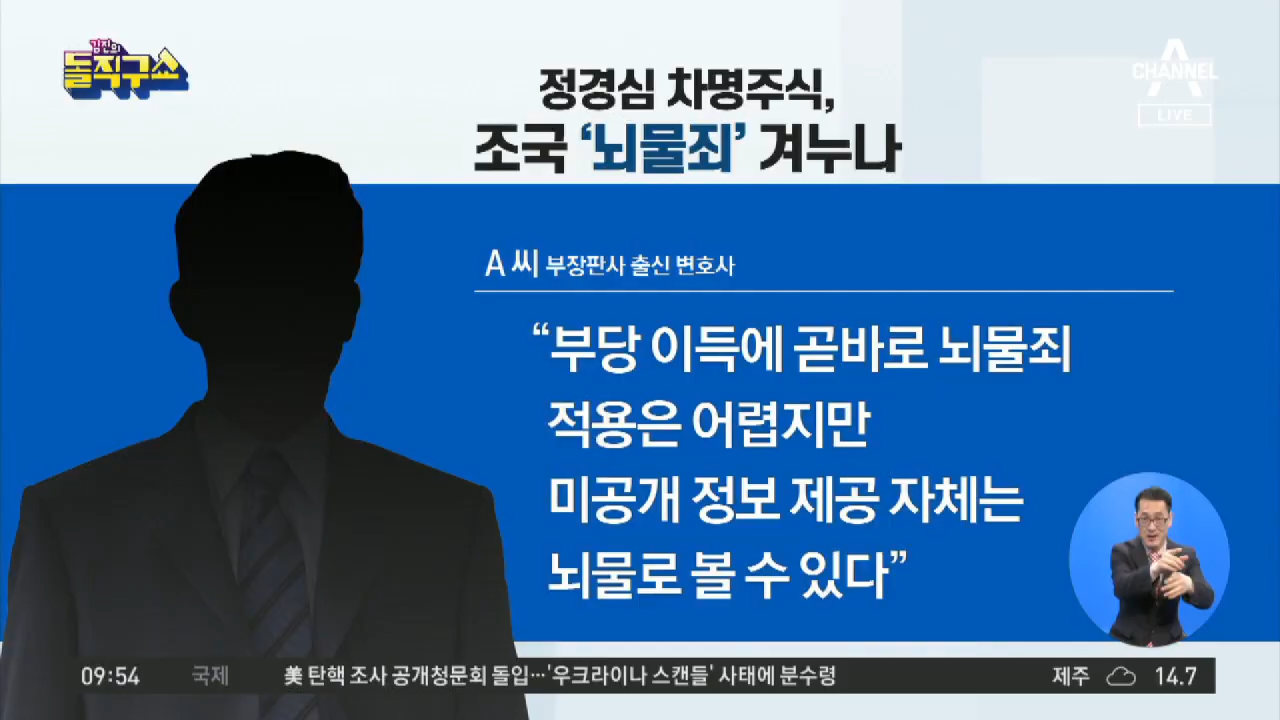 김진의
돌직구쇼
CHANNEL A
LIVE
정경심 차명주식,
조국 ‘뇌물죄’ 겨누나
A 씨 부장판사 출신 변호사
“부당 이득에 곧바로 뇌물죄
적용은 어렵지만
미공개 정보 제공 자체는
뇌물로 볼 수 있다”
09:54 국제 美 탄핵 조사 공개청문회 돌입…'우크라이나 스캔들' 사태에 분수령 제주 14.7